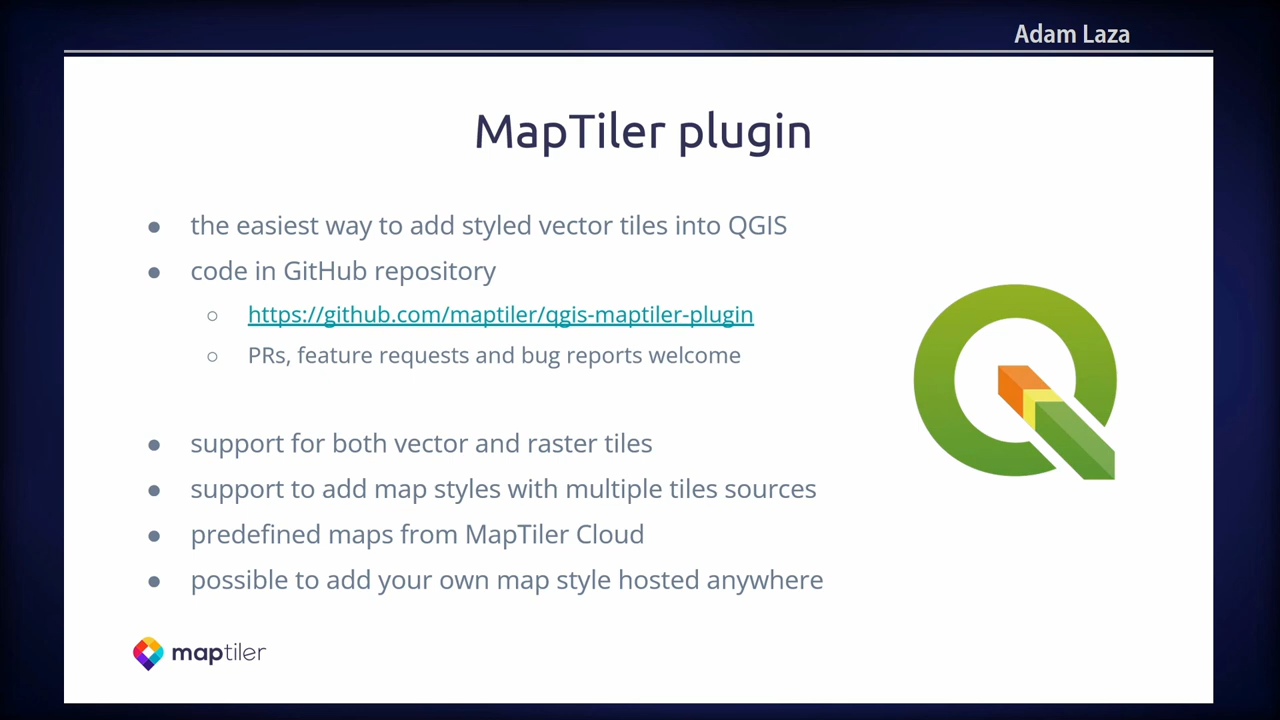 Adam Laza
MapTiler plugin
● the easiest way to add styled vector tiles into QGIS
● code in GitHub repository
○ https://github.com/maptiler/qgis-maptiler-plugin
○ PRs, feature requests and bug reports welcome
● support for both vector and raster tiles
● support to add map styles with multiple tiles sources
● predefined maps from MapTiler Cloud
● possible to add your own map style hosted anywhere
maptiler